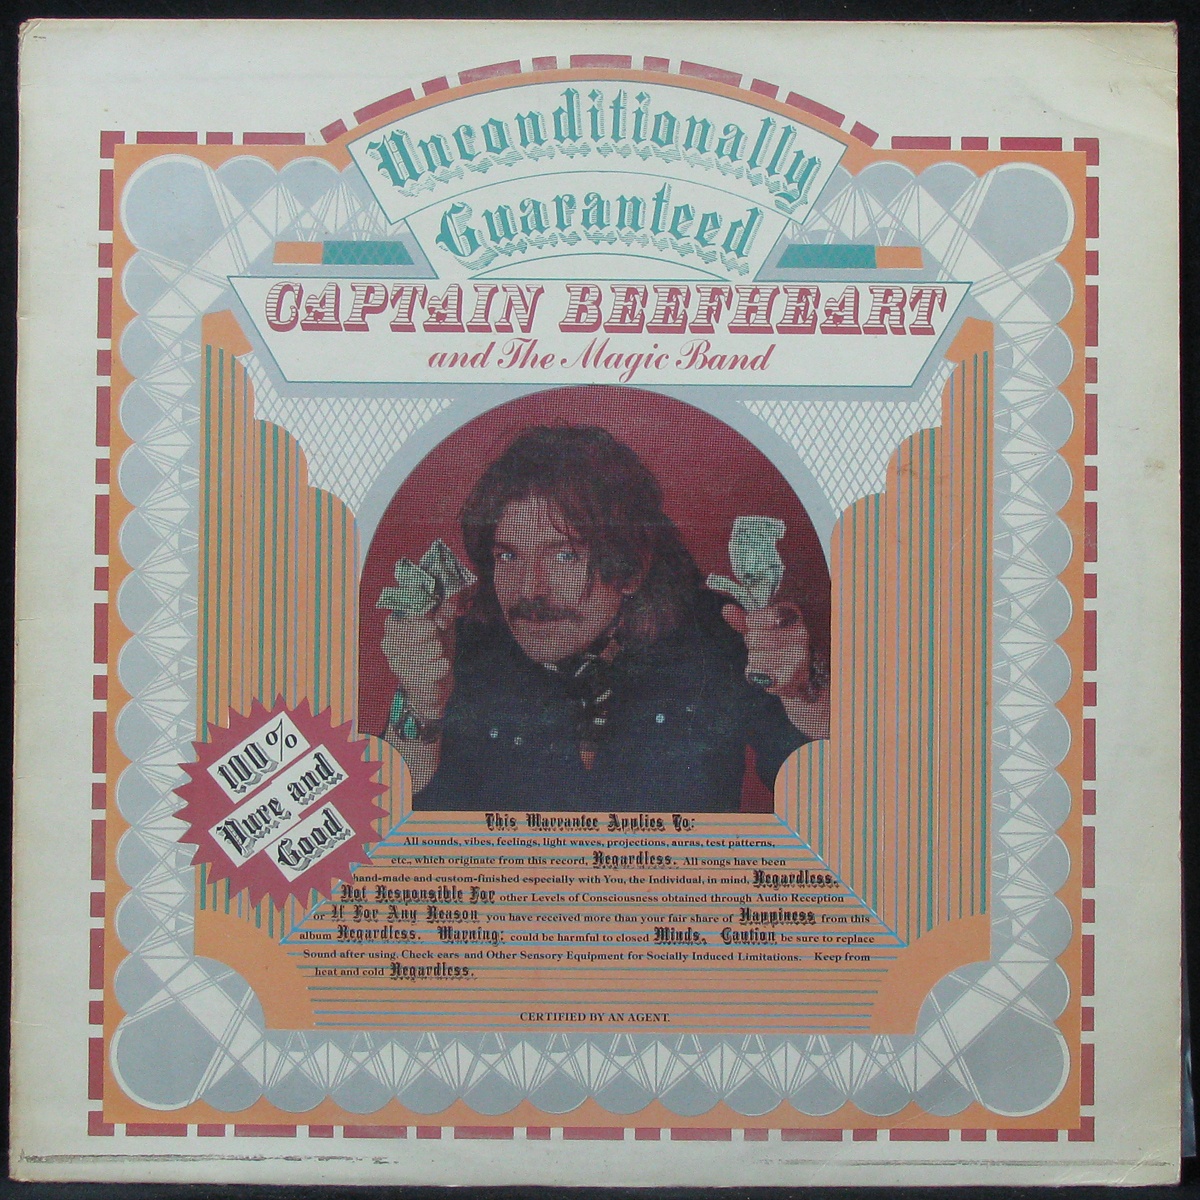 Unconditionally
Guaranteed
CAPTAIN BEEFHEART
and The Magic Band
100%
Pure and
Good
This Warrantee Applies To:
All sounds, vibes, feelings, light waves, projections, auras, test patterns,
etc., which originate from this record, Regardless. All songs have been
hand-made and custom-finished especially with You, the Individual, in mind, Regardless.
Not Responsible For other Levels of Consciousness obtained through Audio Reception
or If For Any Reason you have received more than your fair share of Happiness from this
album Regardless. Warning: could be harmful to closed Minds. Caution be sure to replace
Sound after using. Check ears and Other Sensory Equipment for Socially Induced Limitations. Keep from
heat and cold Regardless.
CERTIFIED BY AN AGENT.